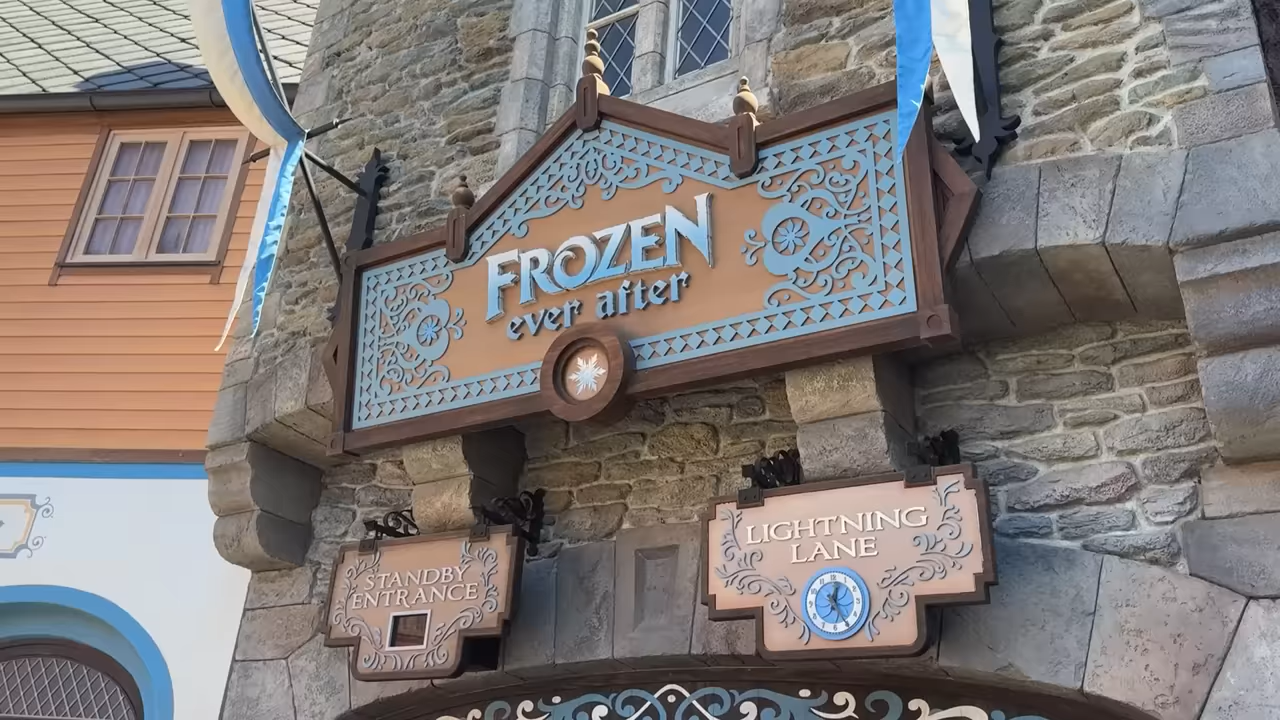 FROZEN
ever after
STANDBY
ENTRANCE
LIGHTNING
LANE